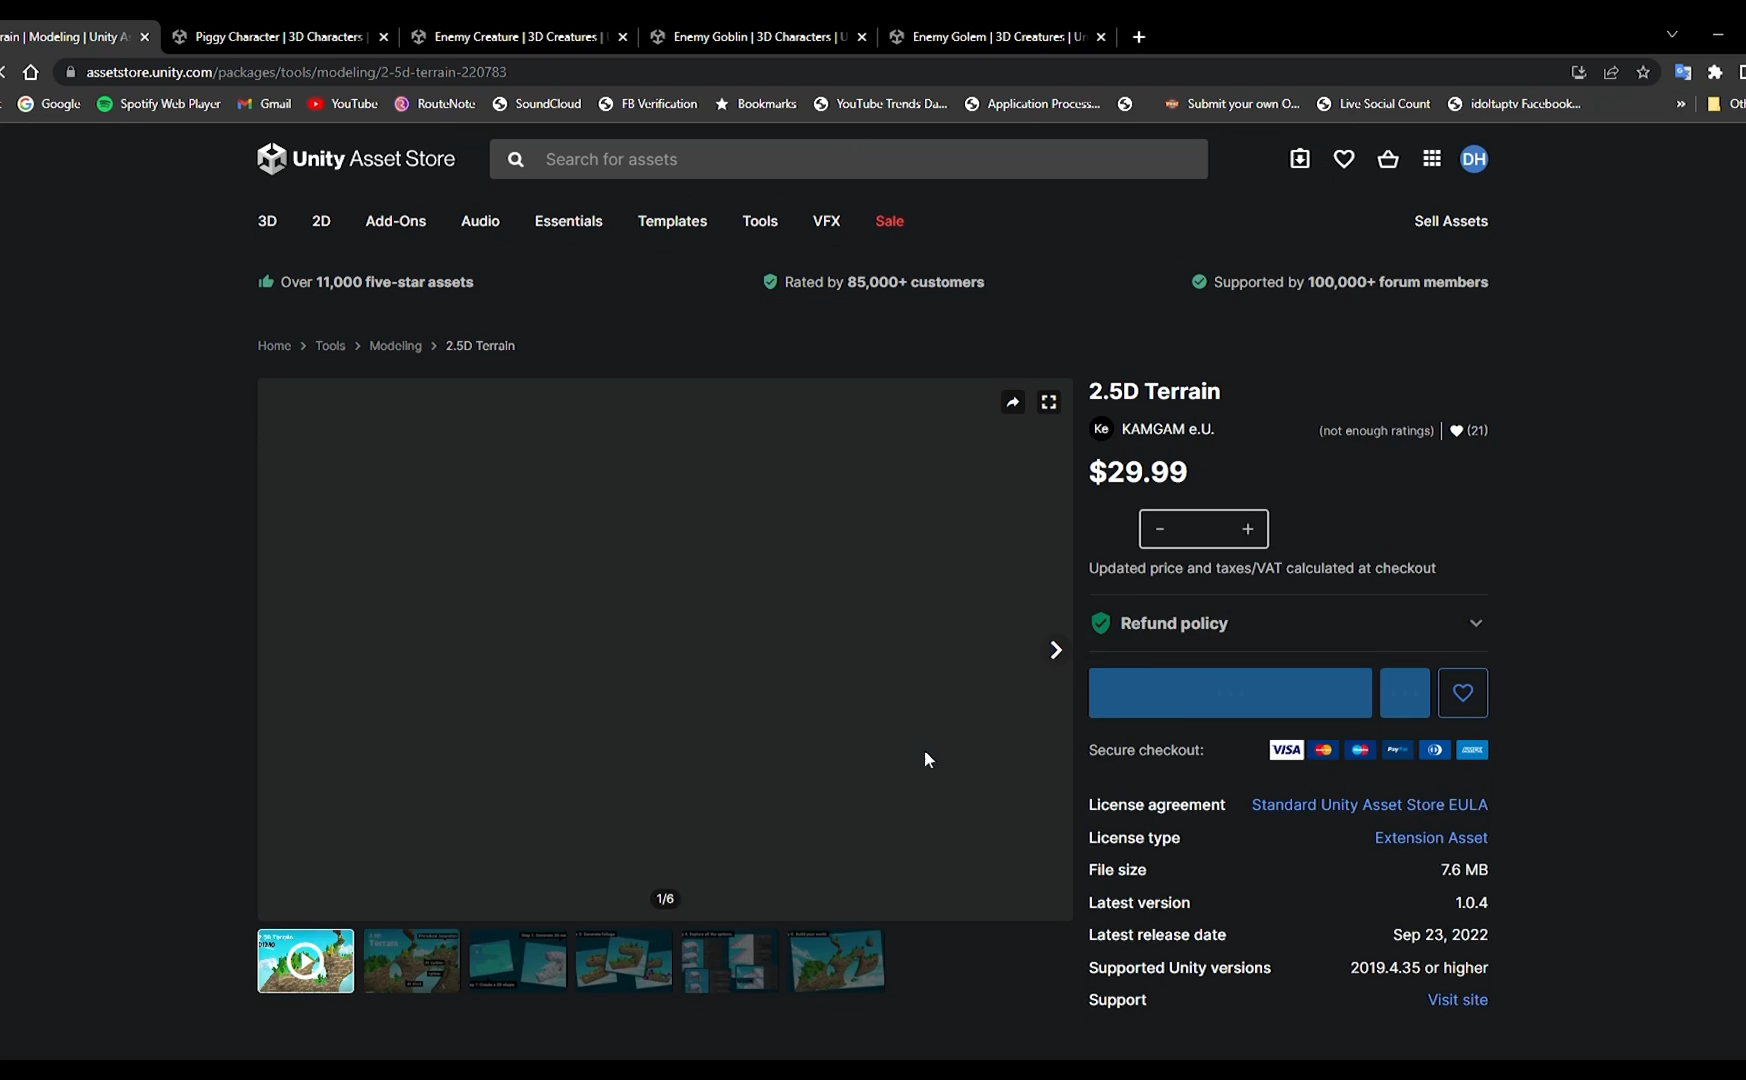 rain | Modeling | Unity A
Piggy Character | 3D Characters |
Enemy Creature | 3D Creatures |
Enemy Goblin | 3D Characters | U
Enemy Golem | 3D Creatures | Un
assetstore.unity.com/packages/tools/modeling/2-5d-terrain-220783
Google
Spotify Web Player
Gmail
YouTube
RouteNote
SoundCloud
FB Verification
Bookmarks
YouTube Trends Da...
Application Process...
Submit your own O...
Live Social Count
idoltaptv Facebook...
»
Oth
Unity Asset Store
Search for assets
DH
3D
2D
Add-Ons
Audio
Essentials
Templates
Tools
VFX
Sale
Sell Assets
Over 11,000 five-star assets
Rated by 85,000+ customers
Supported by 100,000+ forum members
Home > Tools > Modeling > 2.5D Terrain
2.5D Terrain
Ke KAMGAM e.U.
(not enough ratings) | (21)
$29.99
- +
Updated price and taxes/VAT calculated at checkout
Refund policy
Secure checkout:
VISA
PayPal
AMEX
License agreement Standard Unity Asset Store EULA
License type Extension Asset
File size 7.6 MB
Latest version 1.0.4
Latest release date Sep 23, 2022
Supported Unity versions 2019.4.35 or higher
Support Visit site
1/6